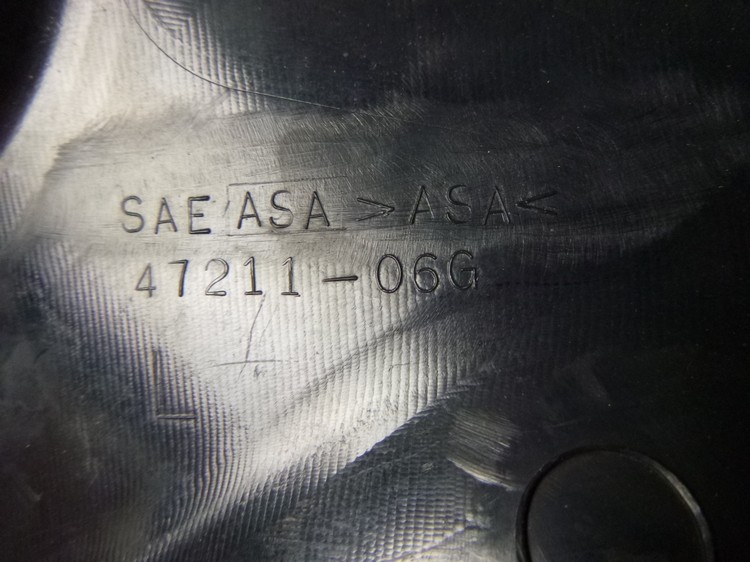 SAE ASA >ASA<
47211-06G
L